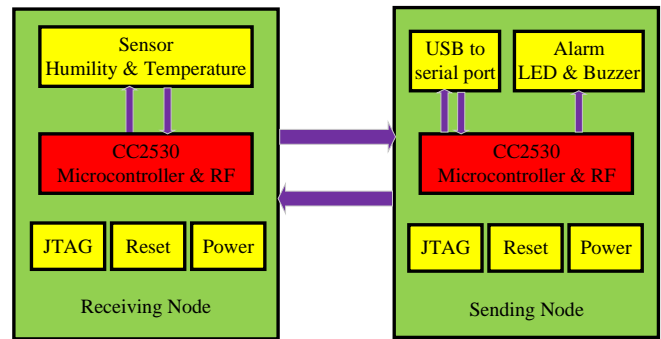 Sensor
Humility & Temperature
CC2530
Microcontroller & RF
JTAG
Reset
Power
Receiving Node
USB to
serial port
Alarm
LED & Buzzer
CC2530
Microcontroller & RF
JTAG
Reset
Power
Sending Node